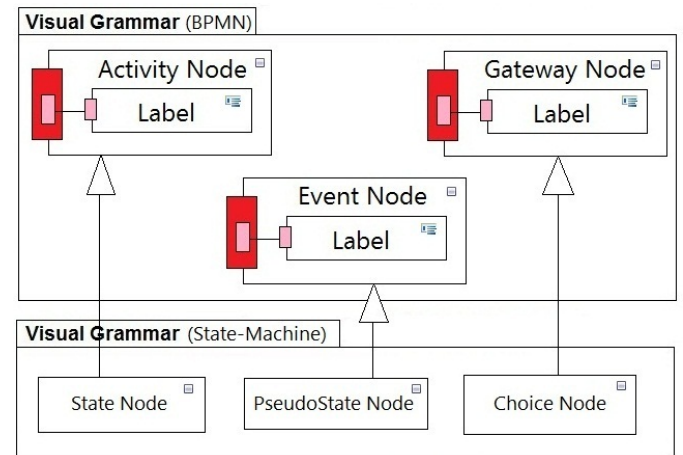 Visual Grammar (BPMN)
Activity Node
Label
Gateway Node
Label
Event Node
Label
Visual Grammar (State-Machine)
State Node
PseudoState Node
Choice Node